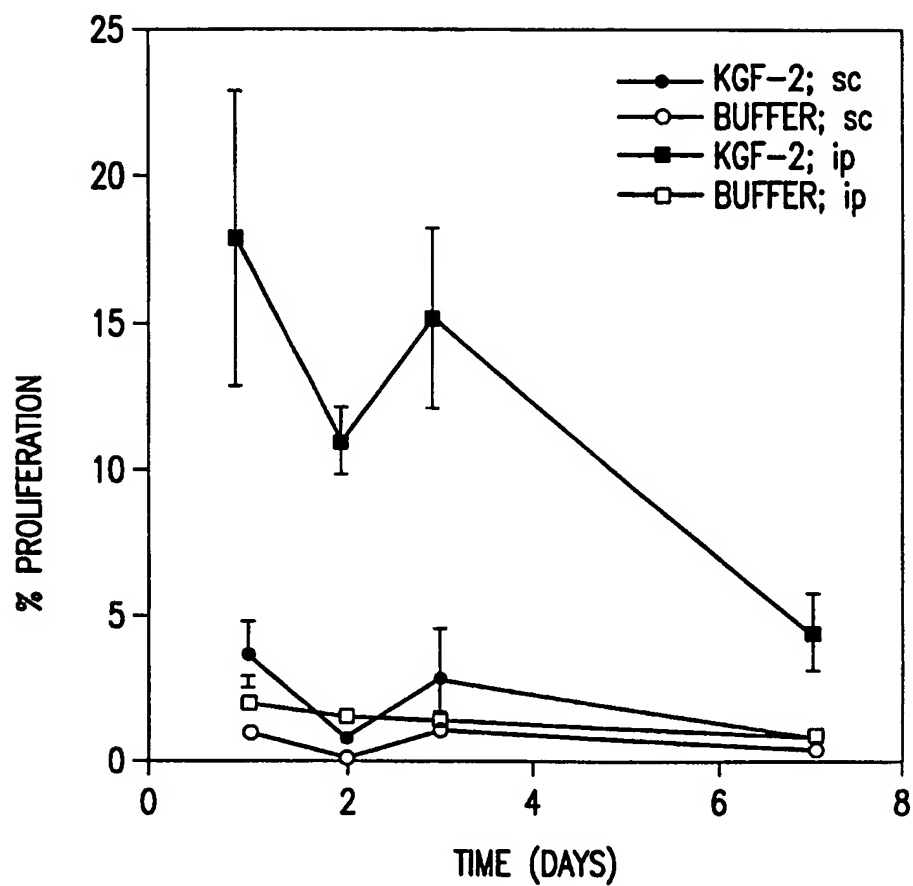 25
20
15
10
5
0
% PROLIFERATION
KGF-2; sc
BUFFER; sc
KGF-2; ip
BUFFER; ip
0 2 4 6 8
TIME (DAYS)